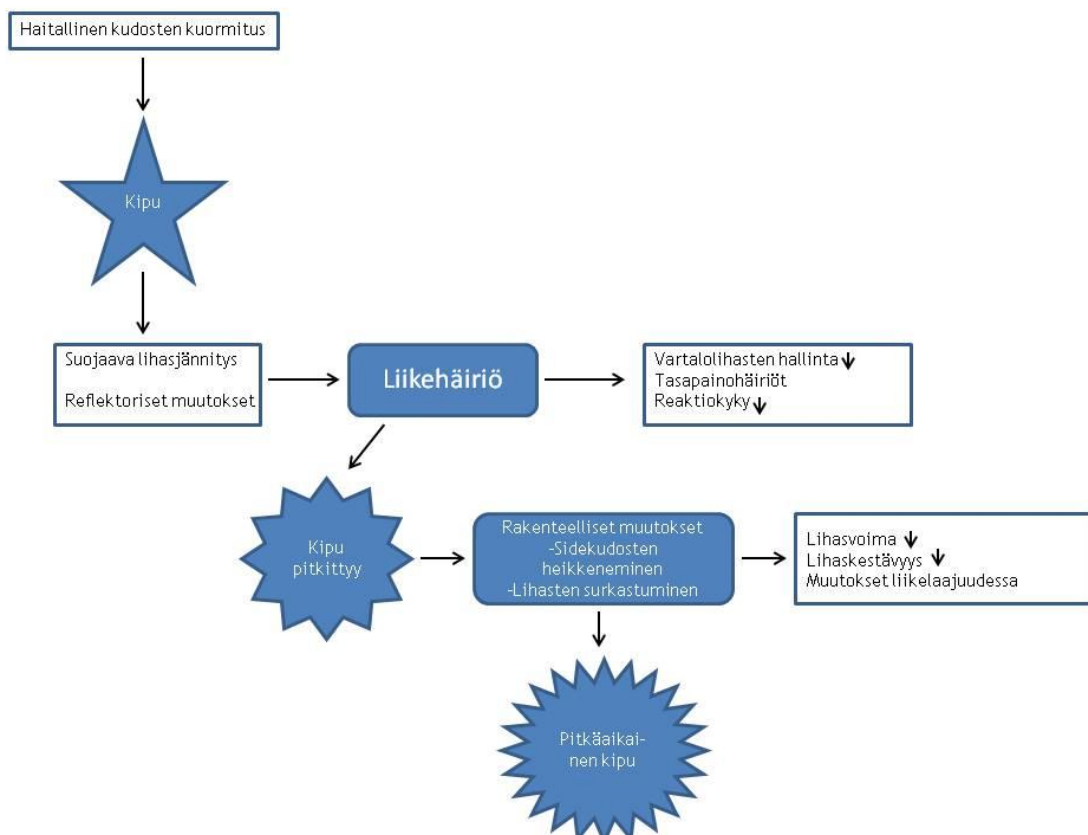 Haitallinen kudosten kuormitus
Kipu
Suojaava lihasjännitys
Reflektoriset muutokset
Liikehäiriö
Vartalolihasten hallinta ↓
Tasapainohäiriöt
Reaktiokyky ↓
Kipu
pitkittyy
Rakenteelliset muutokset
-Sidekudosten
heikkeneminen
-Lihasten surkastuminen
Lihasvoima ↓
Lihaskestävyys ↓
Muutokset liikelaajuudessa
Pitkäaikai-
nen kipu